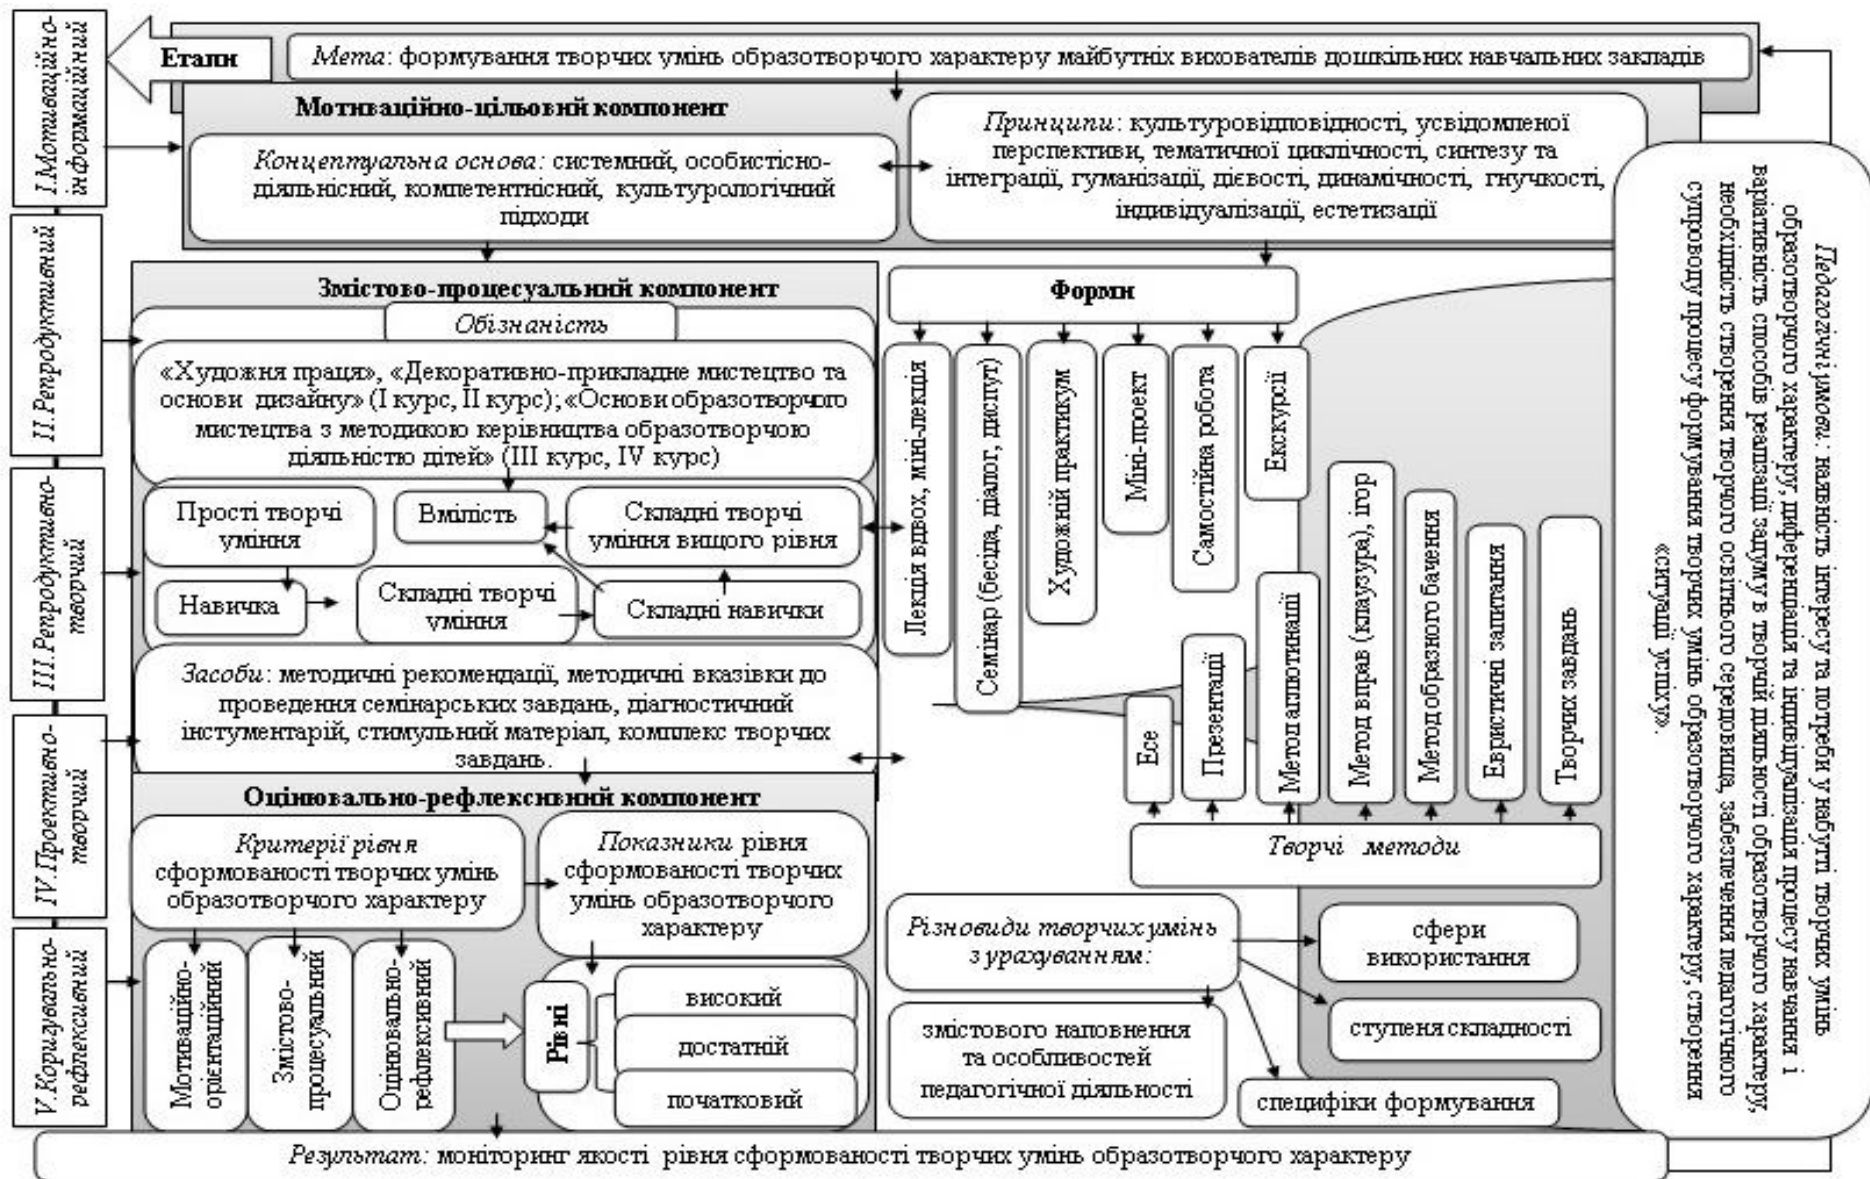 Етапи
I.Мотиваційно-
інформаційний
II.Репродуктивний
III.Репродуктивно-
творчий
IV.Проективно-
творчий
V.Коригувально-
рефлексивний
Мета: формування творчих умінь образотворчого характеру майбутніх вихователів дошкільних навчальних закладів
Мотиваційно-цільовий компонент
Концептуальна основа: системний, особистісно-
діяльнісний, компетентнісний, культурологічний
підходи
Принципи: культуровідповідності, усвідомленої
перспективи, тематичної циклічності, синтезу та
інтеграції, гуманізації, дієвості, динамічності, гнучкості,
індивідуалізації, естетизації
Змістово-процесуальний компонент
Обізнаність
«Художня праця», «Декоративно-прикладне мистецтво та
основи дизайну» (I курс, II курс); «Основи образотворчого
мистецтва з методикою керівництва образотворчою
діяльністю дітей» (III курс, IV курс)
Прості творчі
уміння
Вмілість
Складні творчі
уміння вищого рівня
Навичка
Складні творчі
уміння
Складні навички
Засоби: методичні рекомендації, методичні вказівки до
проведення семінарських завдань, діагностичний
інстументарій, стимульний матеріал, комплекс творчих
завдань.
Форми
Лекція вдвох, міні-лекція
Семінар (бесіда, діалог, диспут)
Художній практикум
Міні-проект
Самостійна робота
Екскурсії
Есе
Презентації
Метод аглютинації
Метод вправ (клаузура), ігор
Метод образного бачення
Евристичні запитання
Творчих завдань
Творчі методи
Оцінювально-рефлексивний компонент
Критерії рівня
сформованості творчих умінь
образотворчого характеру
Показники рівня
сформованості творчих
умінь образотворчого
характеру
Мотиваційно-
орієнтаційний
Змістово-
процесуальний
Оцінювально-
рефлексивний
Рівні
високий
достатній
початковий
Різновиди творчих умінь
з урахуванням:
сфери
використання
ступеня складності
змістового наповнення
та особливостей
педагогічної діяльності
специфіки формування
Педагогічні умови: наявність інтересу та потреби у набутті творчих умінь
образотворчого характеру, диференціація та індивідуалізація процесу навчання і
варіативність способів реалізації задуму в творчій діяльності образотворчого характеру,
необхідність створення творчого освітнього середовища, забезпечення педагогічного
супроводу процесу формування творчих умінь образотворчого характеру, створення
«ситуації успіху».
Результат: моніторинг якості рівня сформованості творчих умінь образотворчого характеру